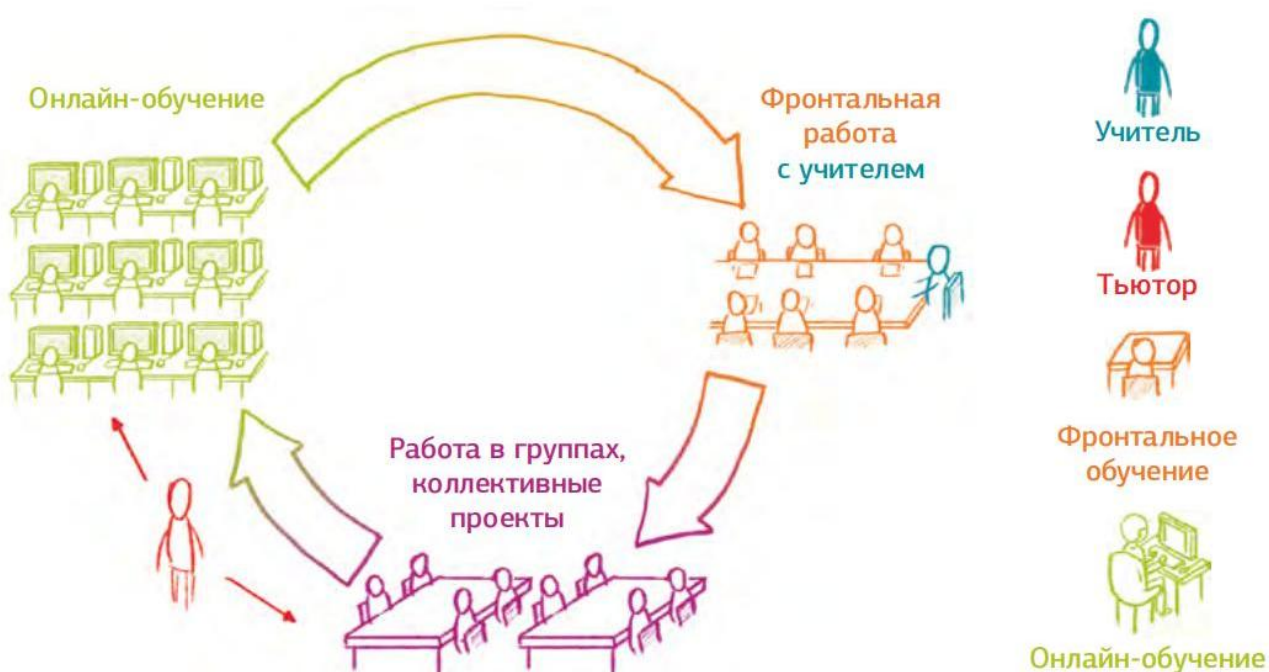 Онлайн-обучение
Фронтальная
работа
с учителем
Работа в группах,
коллективные
проекты
Учитель
Тьютор
Фронтальное
обучение
Онлайн-обучение